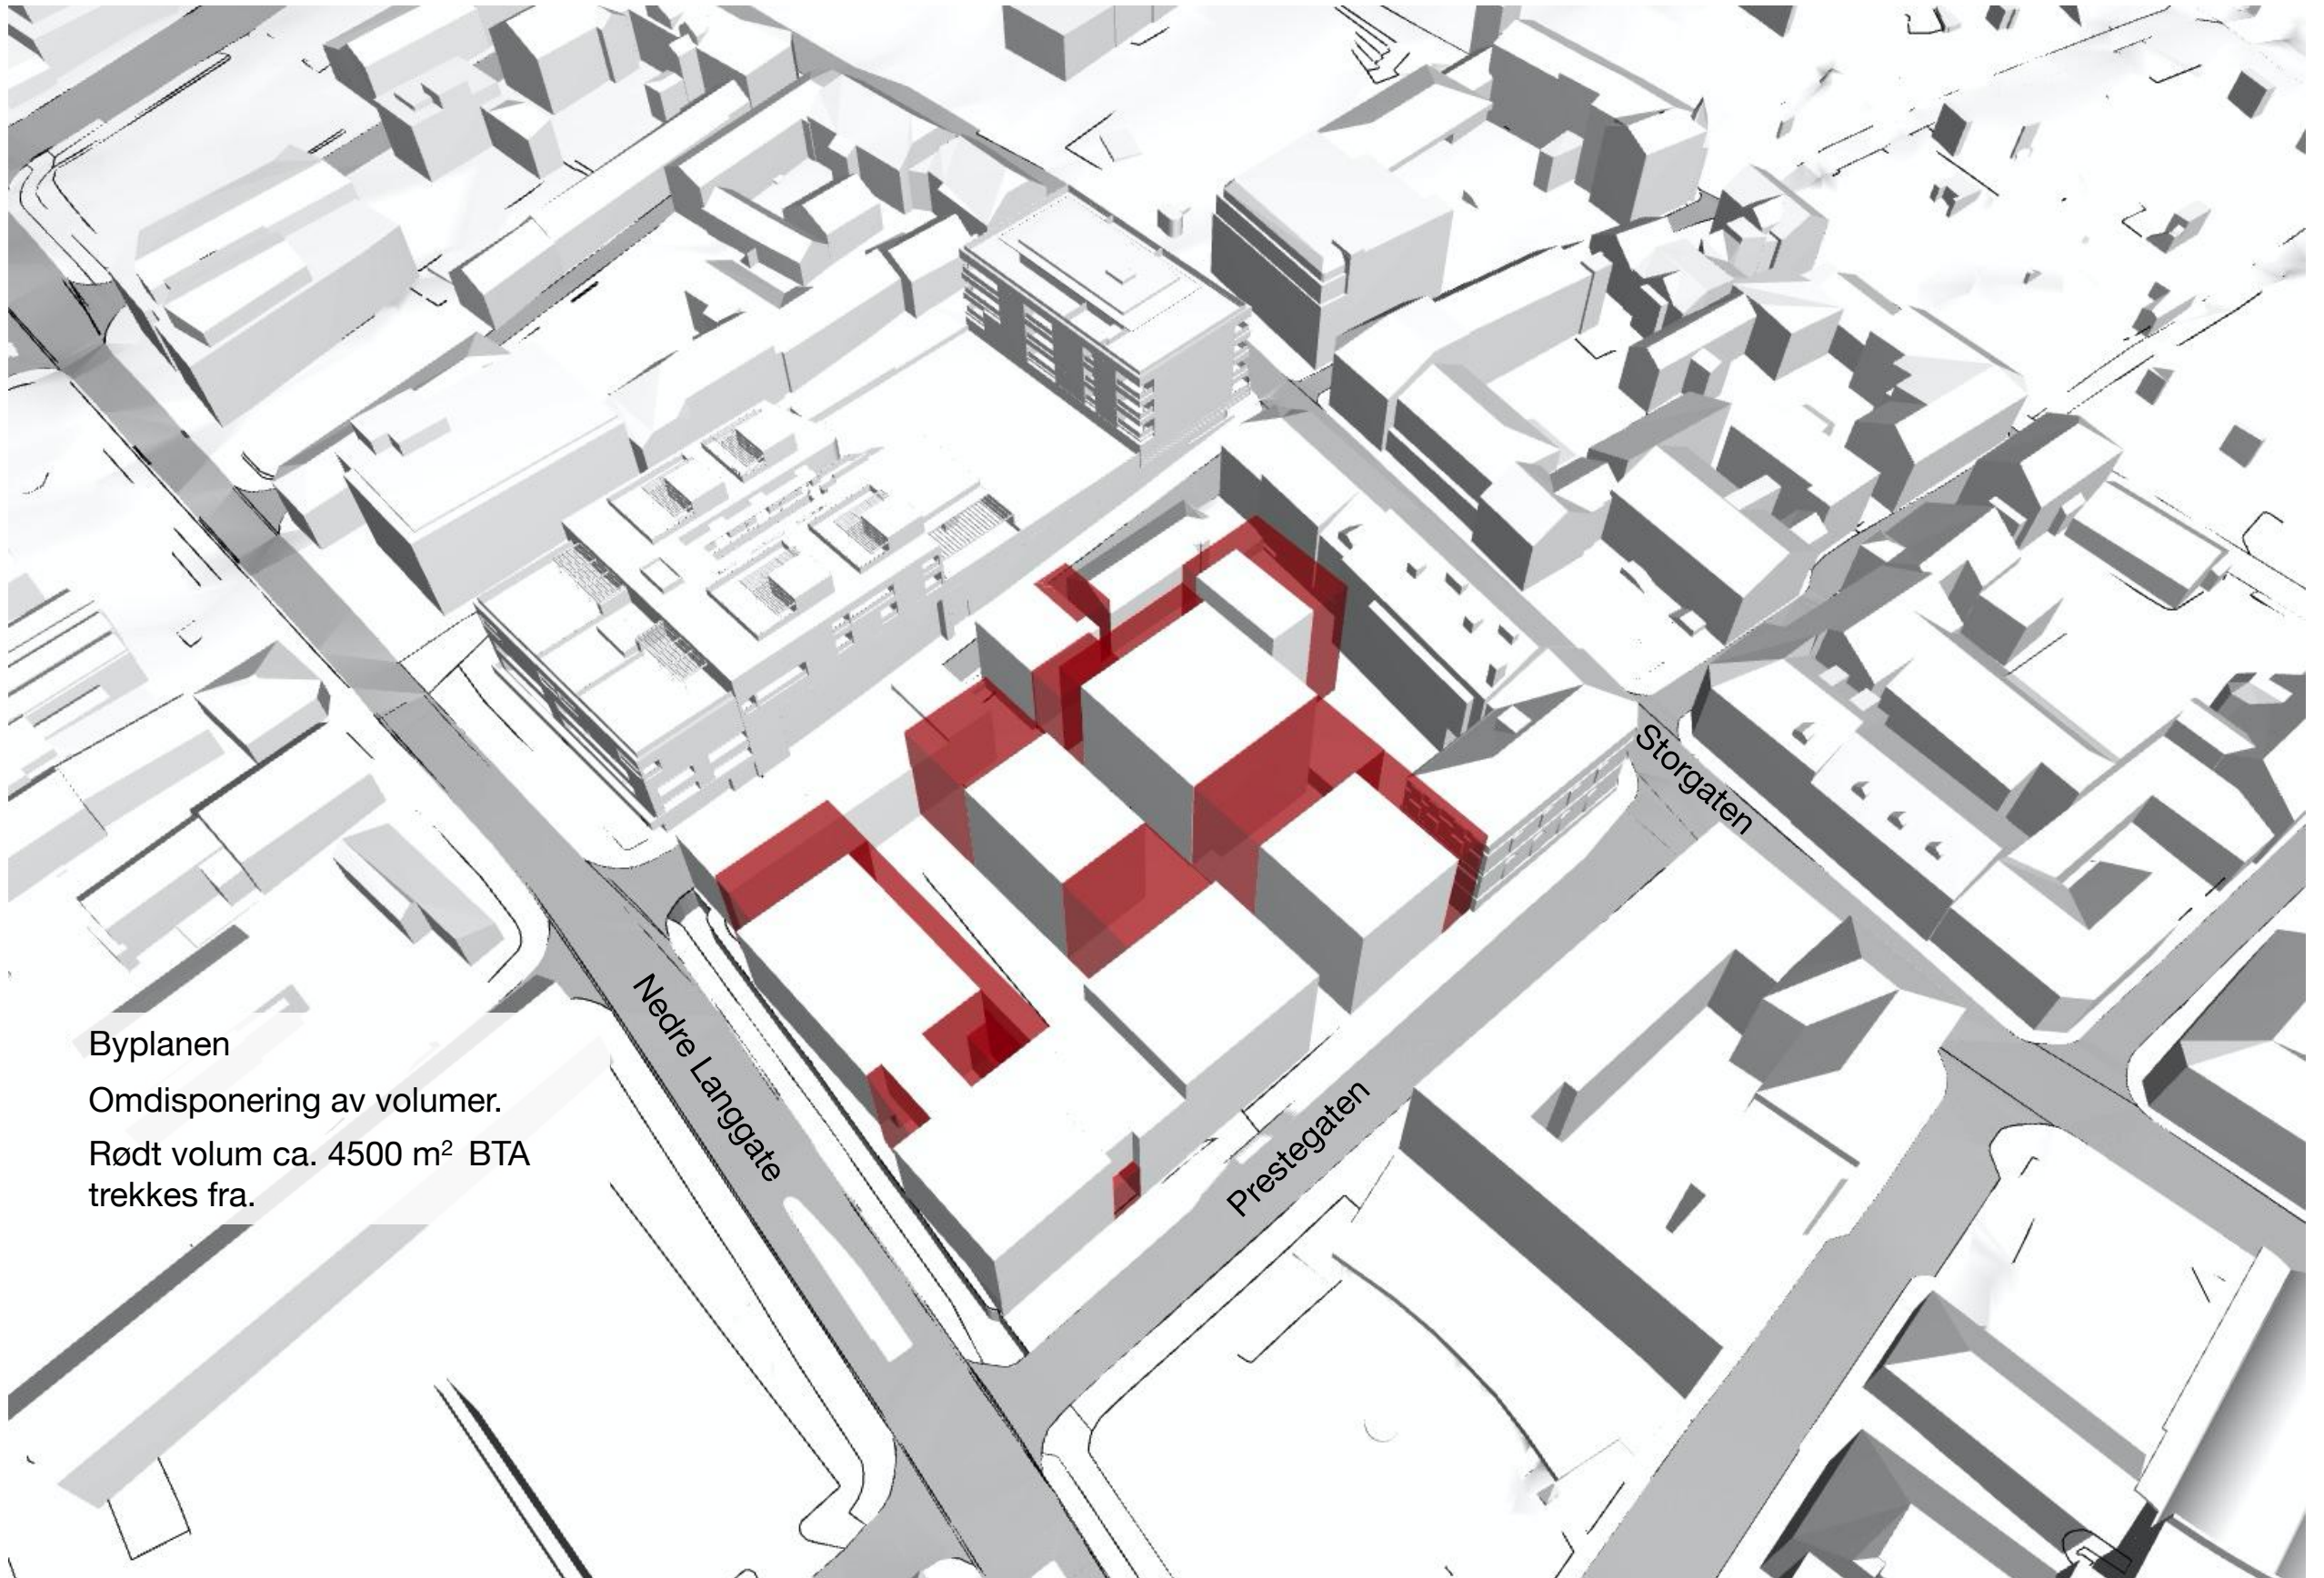 Storgaten
Nedre Langgate
Prestegaten
Byplanen
Omdisponering av volumer.
Rødt volum ca. 4500 m² BTA
trekkes fra.